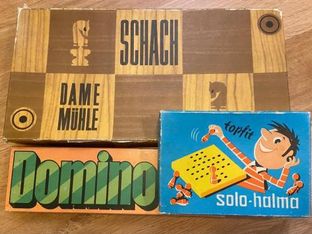 SCHACH
DAME
MÜHLE
Domino
topfit
solo-halma